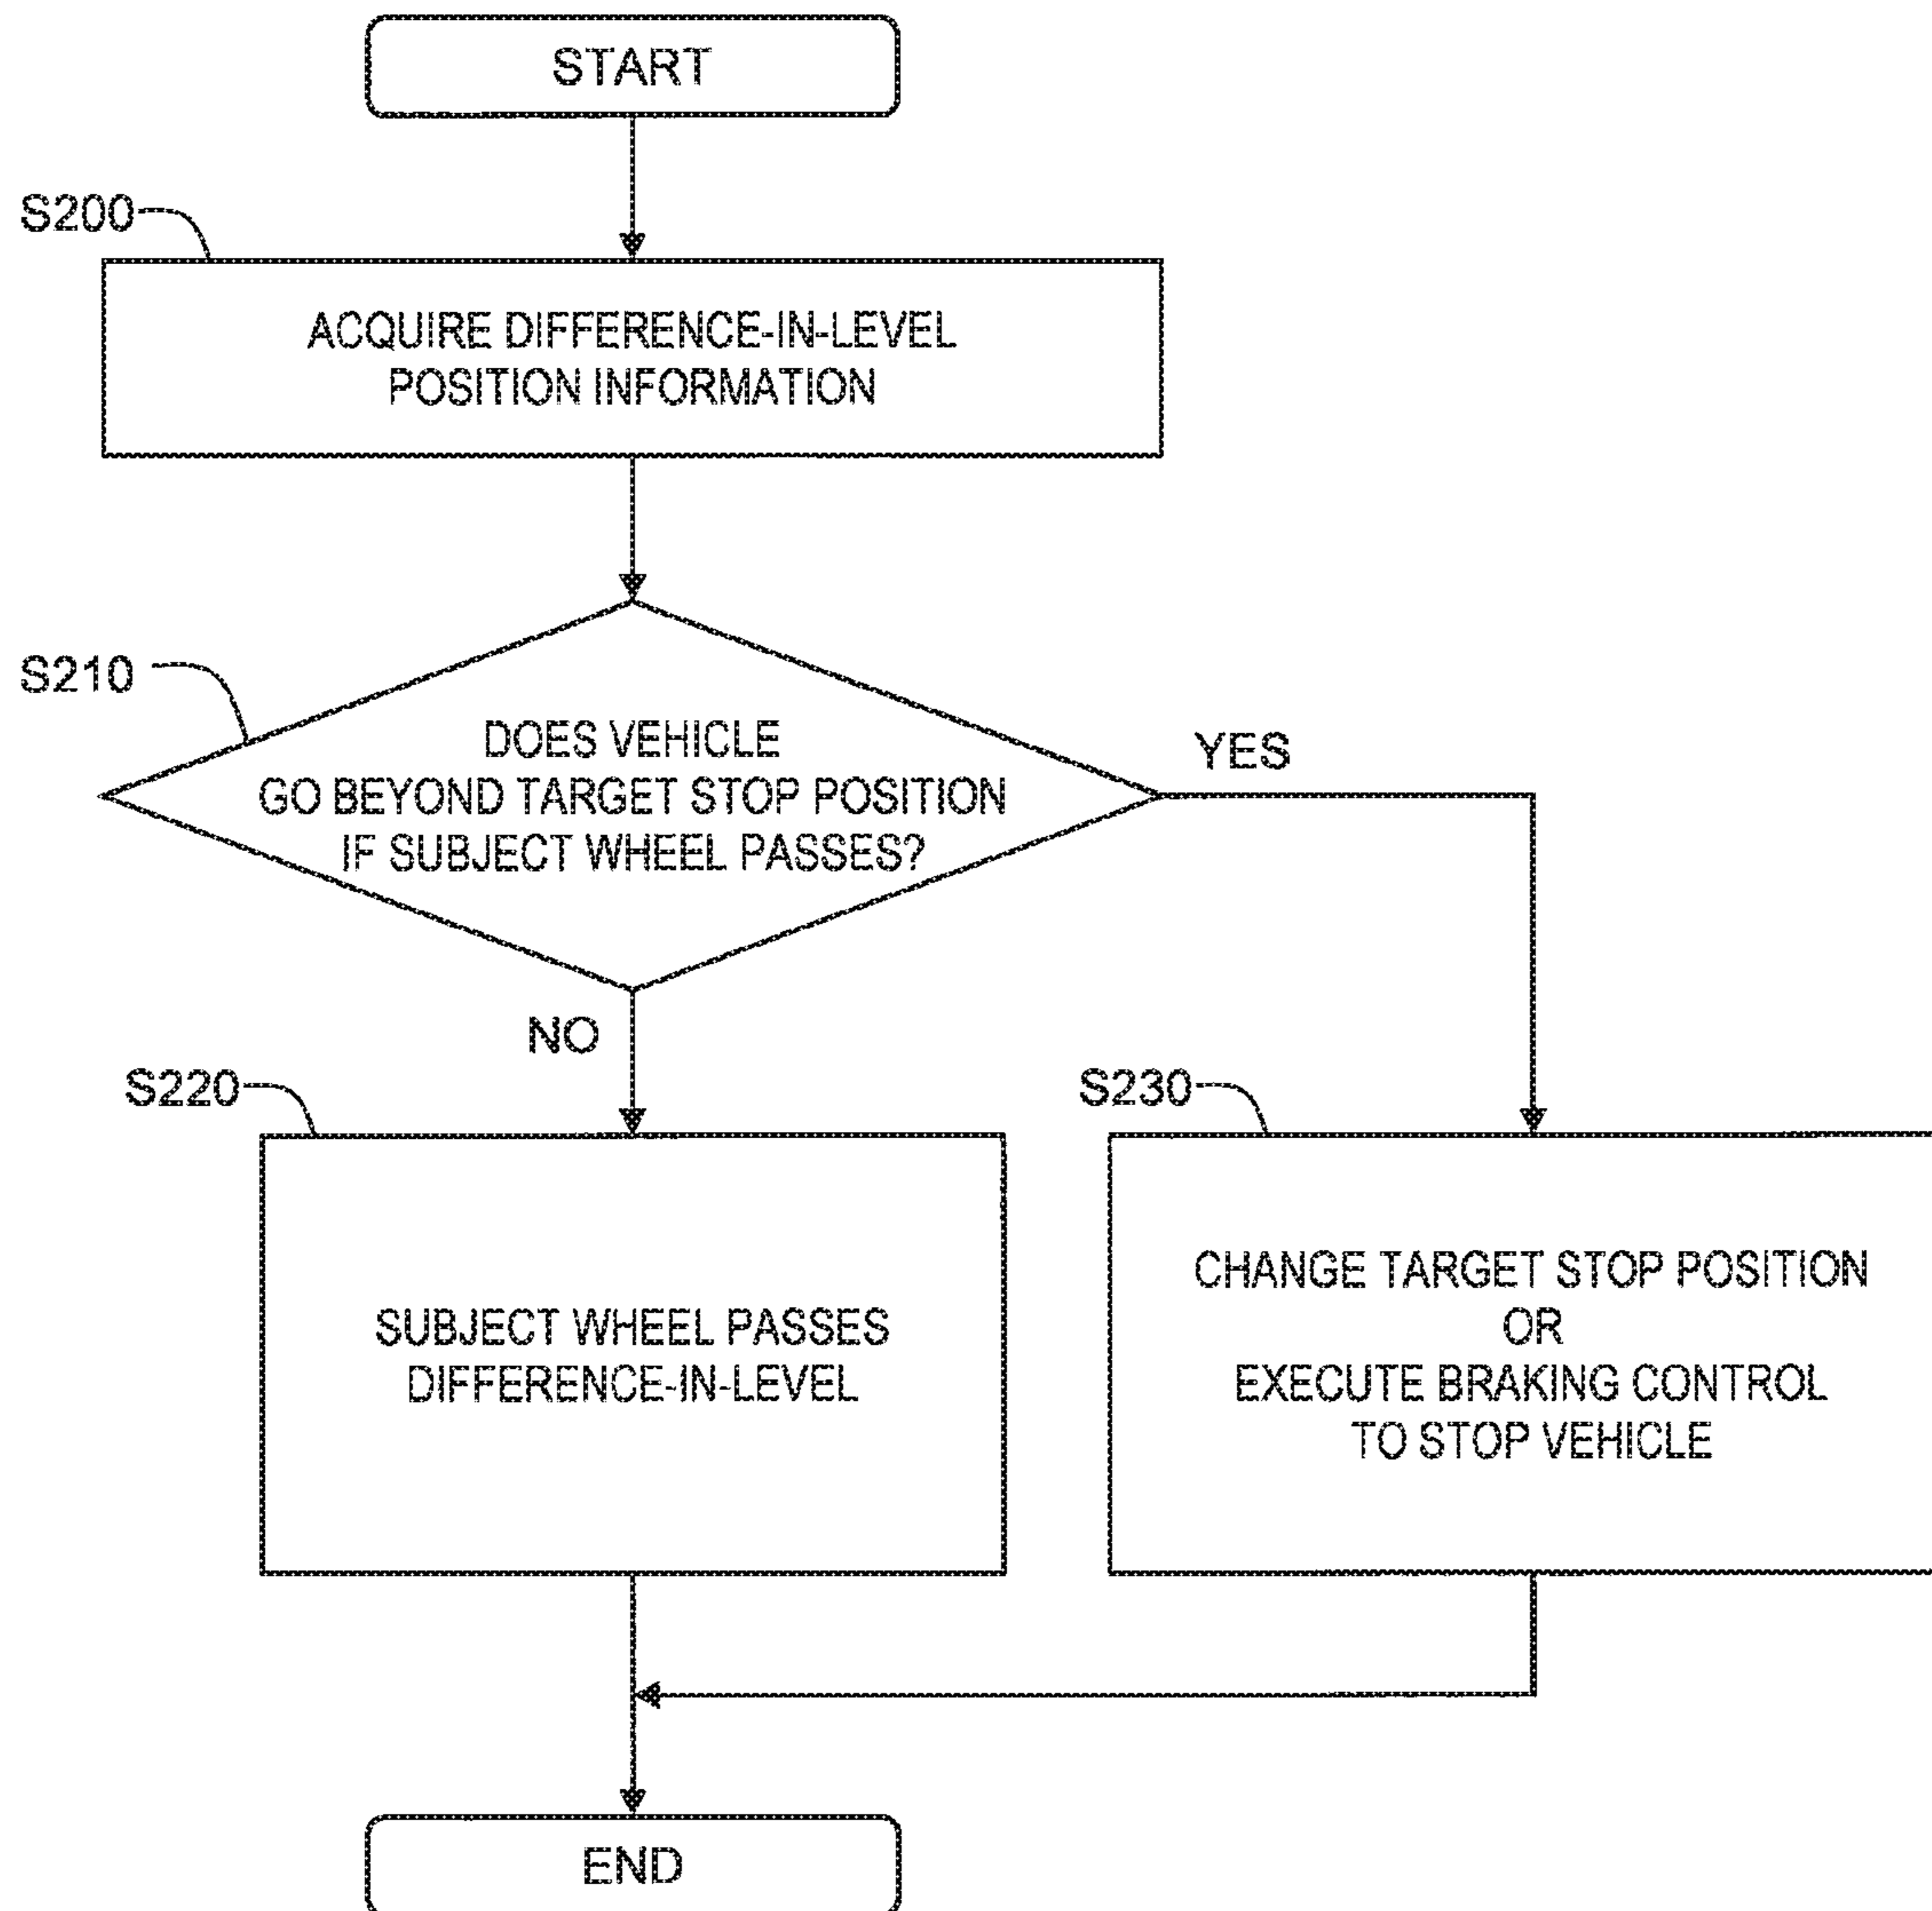 START
S200
ACQUIRE DIFFERENCE-IN-LEVEL
POSITION INFORMATION
S210
DOES VEHICLE
GO BEYOND TARGET STOP POSITION
IF SUBJECT WHEEL PASSES?
YES
NO
S220
SUBJECT WHEEL PASSES
DIFFERENCE-IN-LEVEL
S230
CHANGE TARGET STOP POSITION
OR
EXECUTE BRAKING CONTROL
TO STOP VEHICLE
END